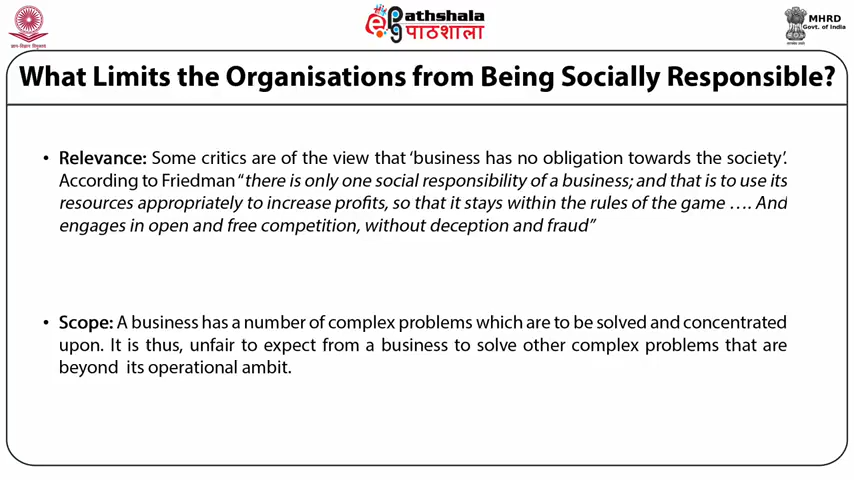 ज्ञान-विज्ञान विमुक्तये
e Pathshala
पाठशाला
MHRD
Govt. of India
What Limits the Organisations from Being Socially Responsible?
• Relevance: Some critics are of the view that ‘business has no obligation towards the society’.
According to Friedman “there is only one social responsibility of a business; and that is to use its
resources appropriately to increase profits, so that it stays within the rules of the game …. And
engages in open and free competition, without deception and fraud”
• Scope: A business has a number of complex problems which are to be solved and concentrated
upon. It is thus, unfair to expect from a business to solve other complex problems that are
beyond its operational ambit.